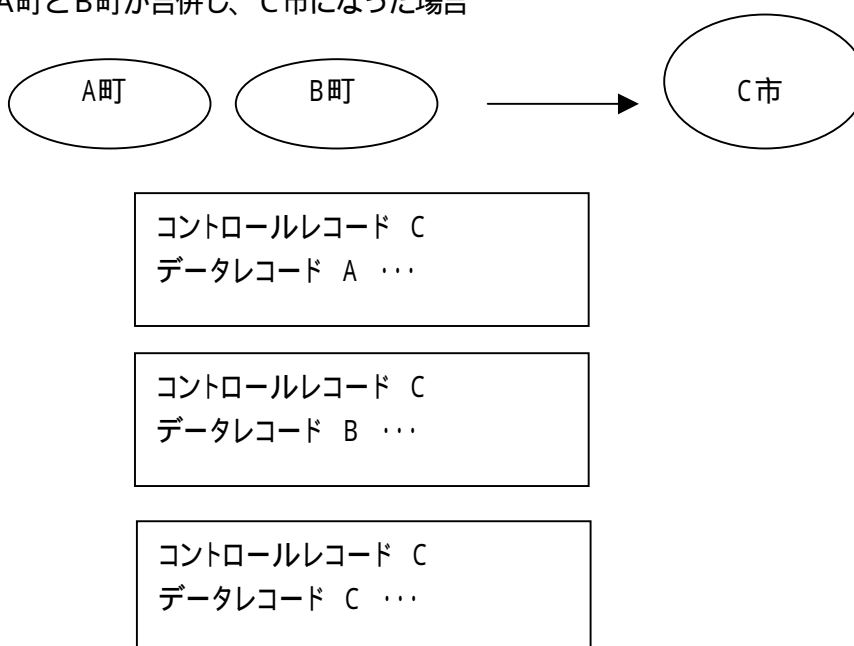 A町とB町が合併し、C市になった場合
A町
B町
C市
コントロールレコード C
データレコード A …
コントロールレコード C
データレコード B …
コントロールレコード C
データレコード C …